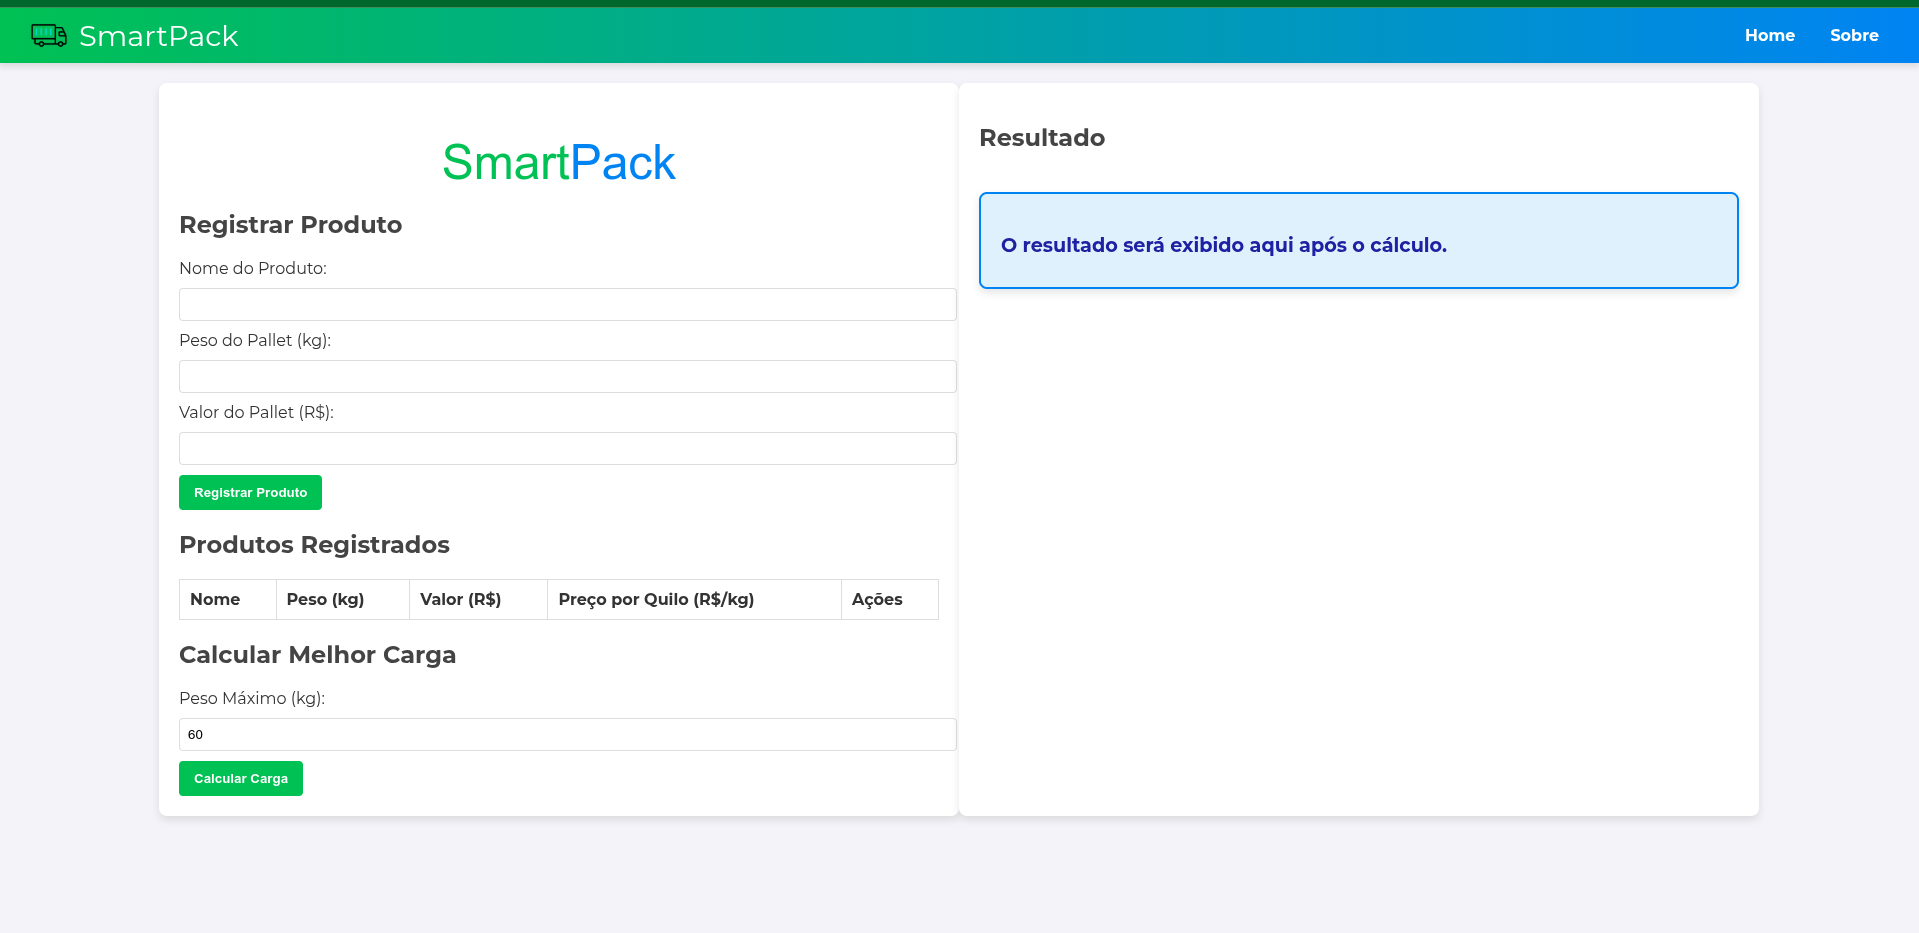 SmartPack
Home Sobre
SmartPack
Registrar Produto
Nome do Produto:
Peso do Pallet (kg):
Valor do Pallet (R$):
Registrar Produto
Produtos Registrados
Nome Peso (kg) Valor (R$) Preço por Quilo (R$/kg) Ações
Calcular Melhor Carga
Peso Máximo (kg):
60
Calcular Carga
Resultado
O resultado será exibido aqui após o cálculo.